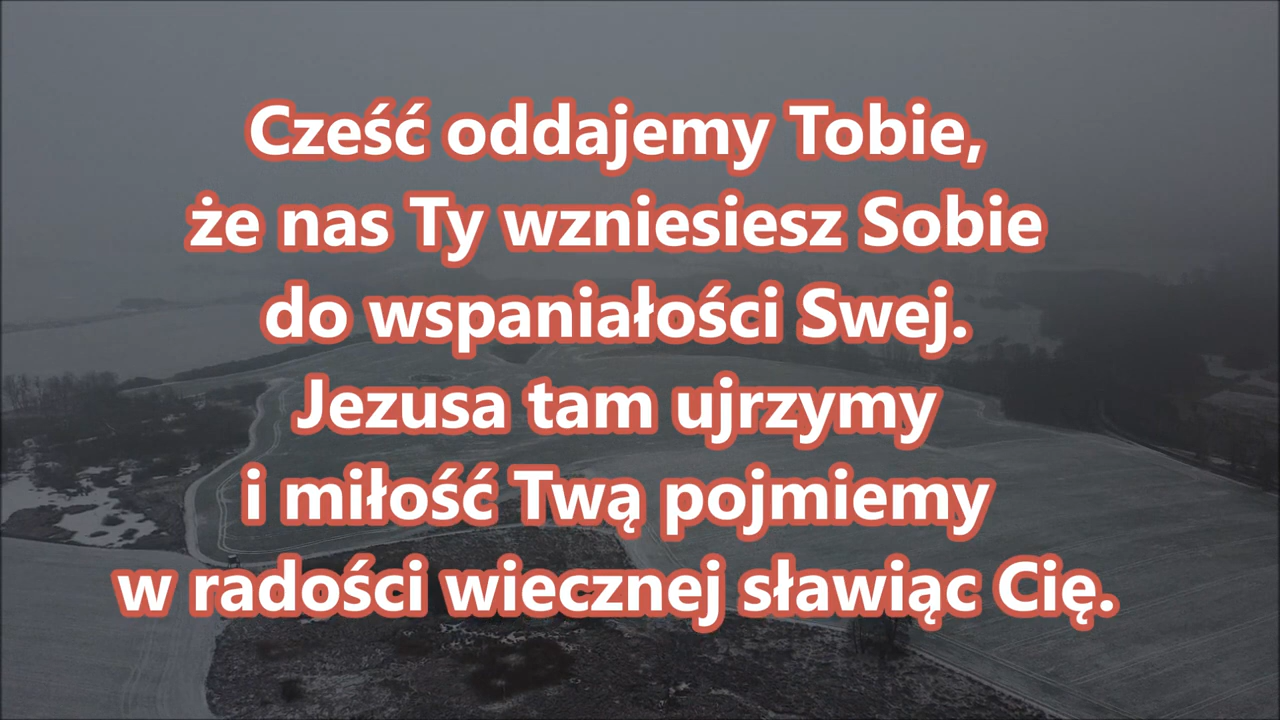 Cześć oddajemy Tobie,
że nas Ty wzniesiesz Sobie
do wspaniałości Swej.
Jezusa tam ujrzymy
i miłość Twą pojmiemy
w radości wiecznej sławiąc Cię.